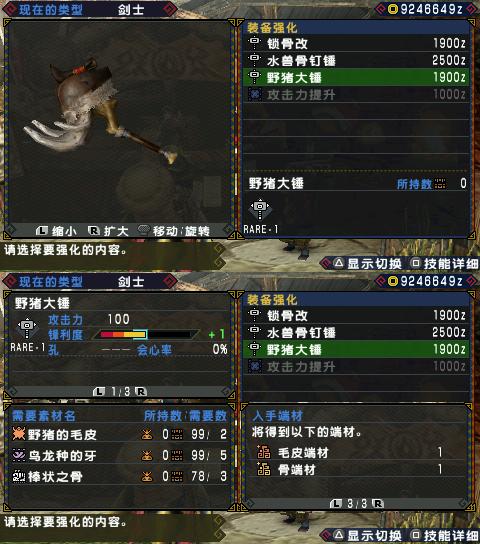 现在的类型 剑士
9246649z
装备强化
锁骨改 1900z
水兽骨钉锤 2500z
野猪大锤 1900z
攻击力提升 1000z
野猪大锤 所持数 0
RARE-1
L 缩小 R 扩大 移动/旋转
请选择要强化的内容。
显示切换 技能详细
现在的类型 剑士
9246649z
野猪大锤
攻击力 100
RARE-1
锋利度 +1
孔 --- 会心率 0%
L 1/3 R
装备强化
锁骨改 1900z
水兽骨钉锤 2500z
野猪大锤 1900z
攻击力提升 1000z
需要素材名 所持数/需要数
野猪的毛皮 0 99/ 2
鸟龙种的牙 0 99/ 5
棒状之骨 0 78/ 3
入手端材
将得到以下的端材。
毛皮端材 1
骨端材 1
L 3/3 R
请选择要强化的内容。
显示切换 技能详细